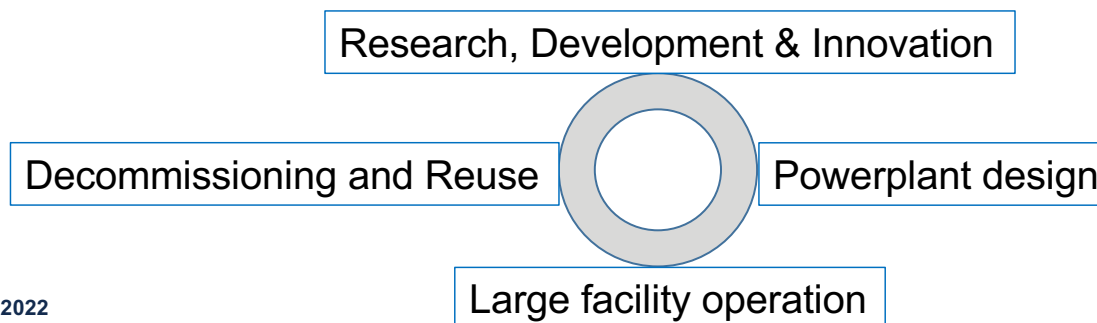 Research, Development & Innovation
Decommissioning and Reuse
Powerplant design
Large facility operation
2022